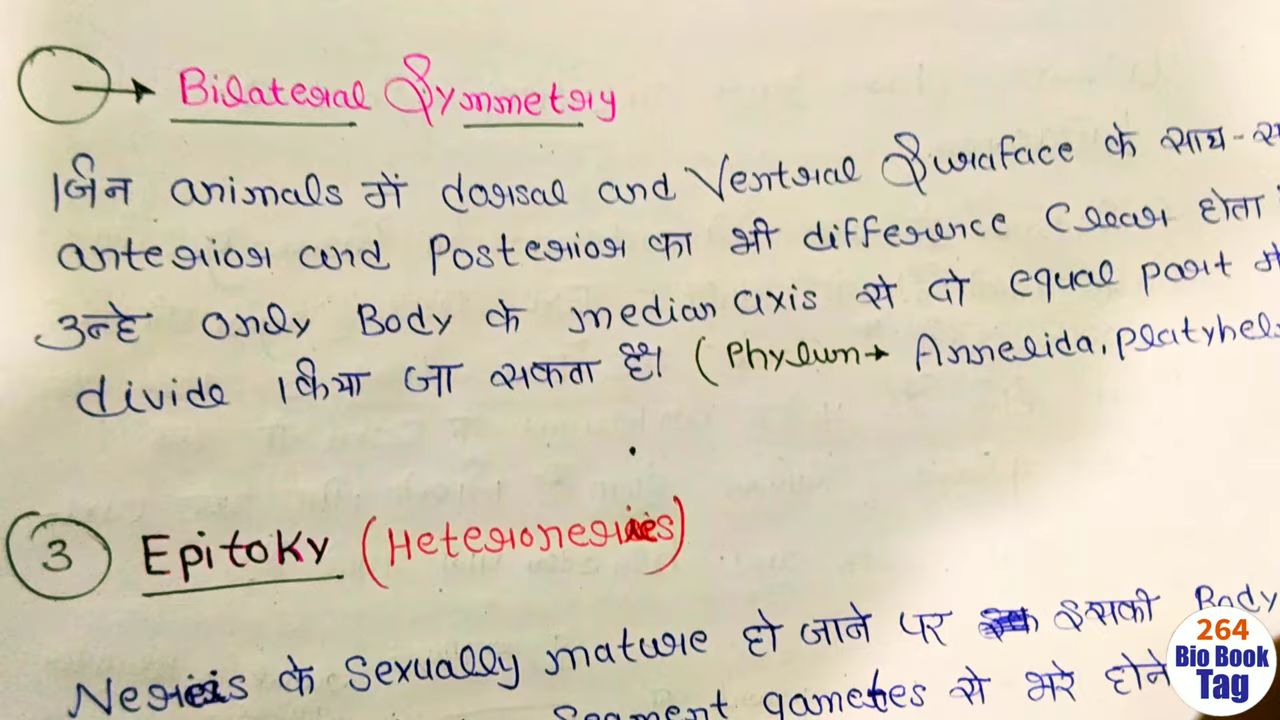 Bilateral Symmetry
जिन animals में dorsal and Ventral Surface के साथ-
anterior and Posterior का भी difference Clear होता
उन्हे only Body के median axis से दो equal part में
divide किया जा सकता है। (Phylum→ Annelida, Platyhel
3 Epitoky (Heteronereies)
Nereis के Sexually mature हो जाने पर इसकी Body
Segment gametes से भरे होने
264
Bio Book
Tag